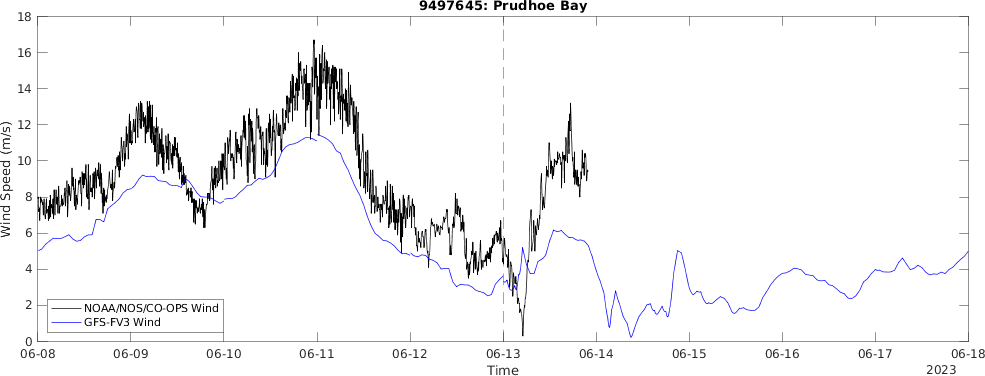 9497645: Prudhoe Bay
Wind Speed (m/s)
18
16
14
12
10
8
6
4
2
0
NOAA/NOS/CO-OPS Wind
GFS-FV3 Wind
06-08 06-09 06-10 06-11 06-12 06-13 06-14 06-15 06-16 06-17 06-18
Time
2023